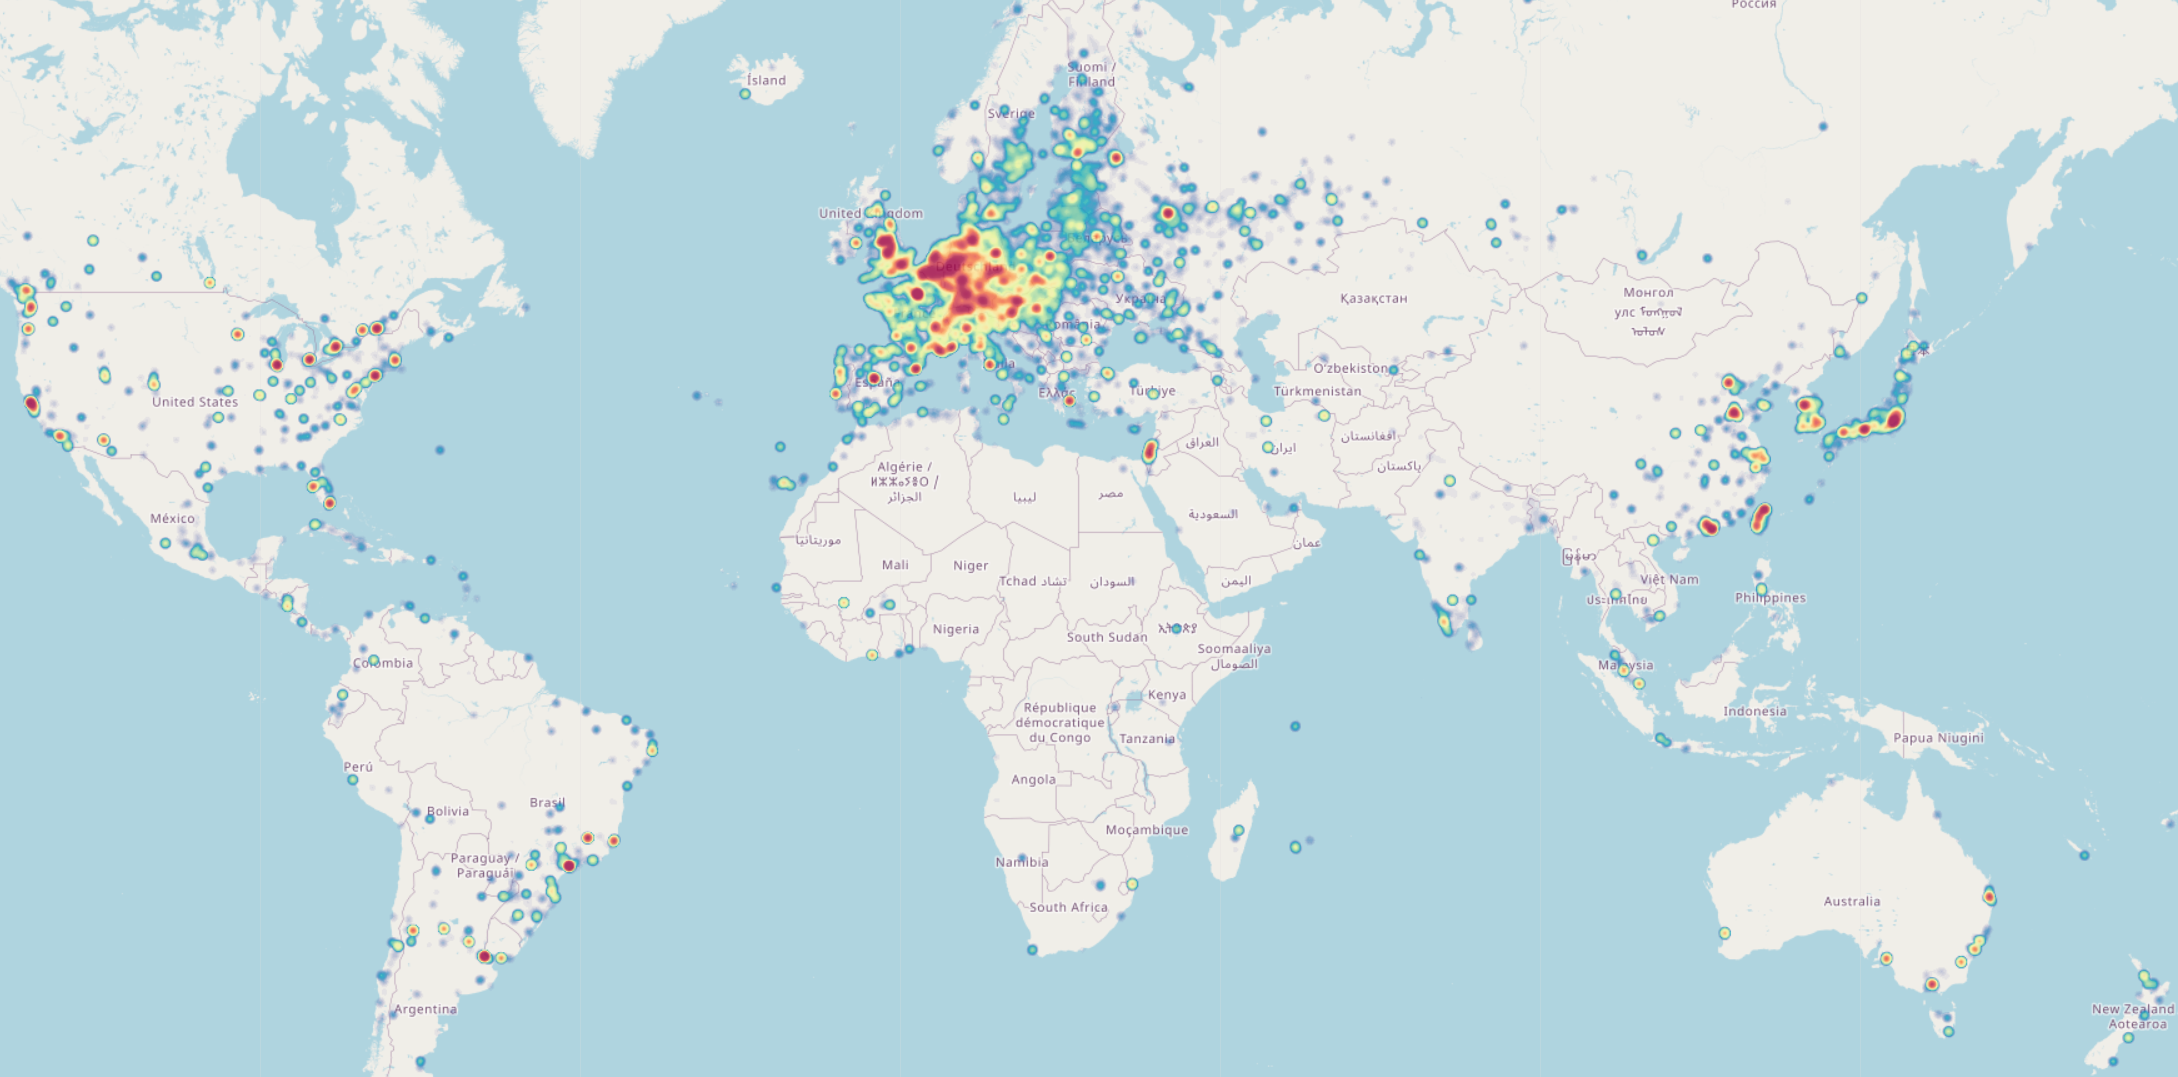 Россия
Ísland
Suomi /
Finland
Sverige
United Kingdom
Deutschland
Україна
România
Қазақстан
Монгол
улс
United States
España
Italia
Ελλάς
Türkiye
O'zbekiston
Türkmenistan
افغانستان
العراق
ایران
پاکستان
Algérie /
ⵍⵣⵣⴰⵢⴻⵔ /
الجزائر
ليبيا
مصر
السعودية
México
موريتانيا
عمان
Mali
Niger
Tchad تشاد
السودان
اليمن
Việt Nam
ประเทศไทย
Philippines
Nigeria
South Sudan
Soomaaliya
الصومال
Colombia
Malaysia
Kenya
République
démocratique
du Congo
Indonesia
Tanzania
Papua Niugini
Perú
Angola
Brasil
Bolivia
Moçambique
Paraguay /
Paraguái
Namibia
Australia
South Africa
Argentina
New Zealand
Aotearoa